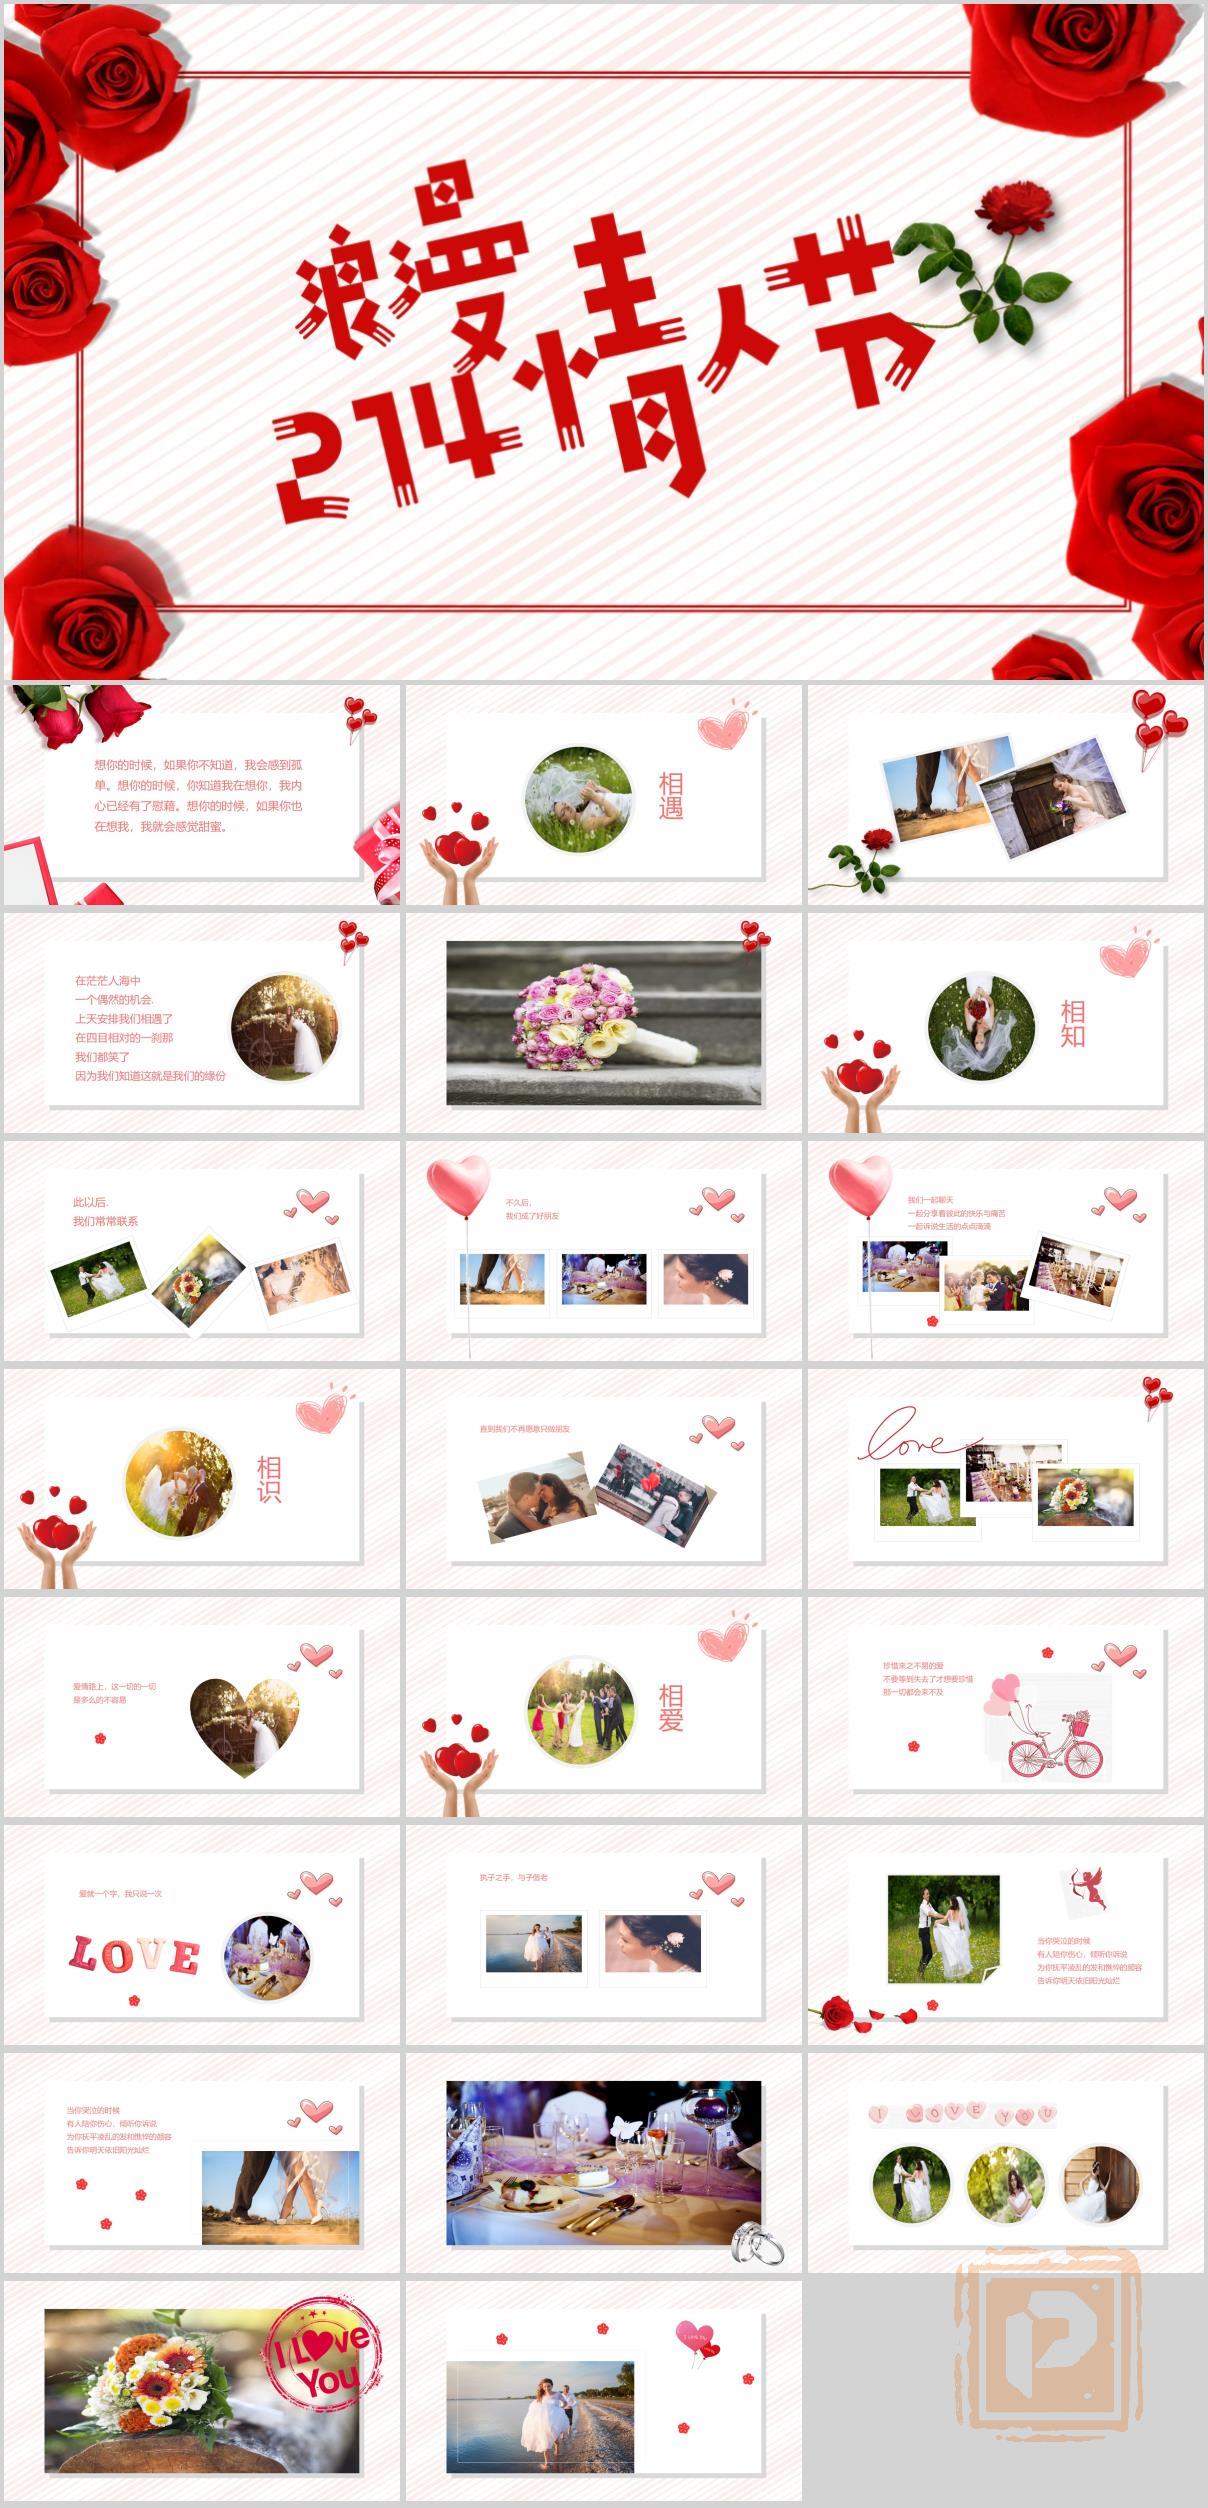 浪漫
214情人节
想你的时候，如果你不知道，我会感到孤
单。想你的时候，你知道我在想你，我内
心已经有了慰藉。想你的时候，如果你也
在想我，我就会感觉甜蜜。
相遇
在茫茫人海中
一个偶然的机会.
上天安排我们相遇了
在四目相对的一刹那
我们都笑了
因为我们知道这就是我们的缘份
相知
此以后.
我们常常联系
不久后，
我们成了好朋友
我们一起聊天
一起分享着彼此的快乐与痛苦
一起诉说生活的点点滴滴
相识
直到我们不再愿意只做朋友
love
爱情路上，这一切的一切
是多么的不容易
相爱
珍惜来之不易的爱
不要等到失去了才想要珍惜
那一切都会来不及
爱就一个字，我只说一次
LOVE
执子之手，与子偕老
当你哭泣的时候
有人陪你伤心，倾听你诉说
为你抚平凌乱的发和憔悴的颜容
告诉你明天依旧阳光灿烂
当你哭泣的时候
有人陪你伤心，倾听你诉说
为你抚平凌乱的发和憔悴的颜容
告诉你明天依旧阳光灿烂
I LOVE YOU
I Love
You